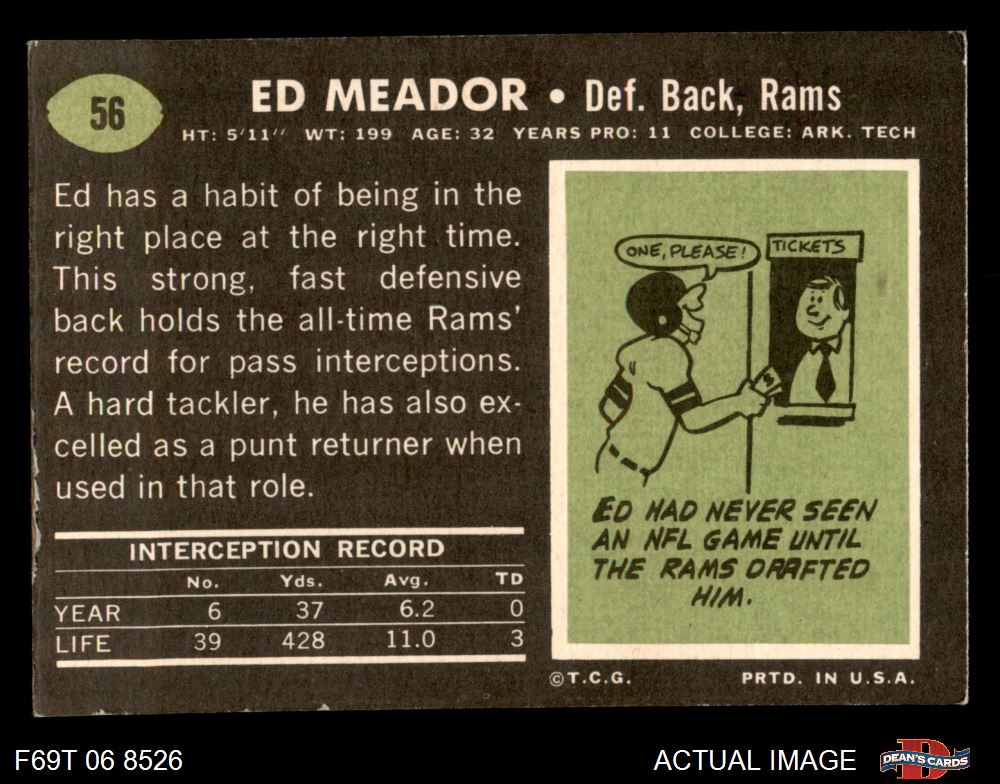 56
ED MEADOR • Def. Back, Rams
HT: 5'11" WT: 199 AGE: 32 YEARS PRO: 11 COLLEGE: ARK. TECH
Ed has a habit of being in the
right place at the right time.
This strong, fast defensive
back holds the all-time Rams'
record for pass interceptions.
A hard tackler, he has also ex-
celled as a punt returner when
used in that role.
INTERCEPTION RECORD
No. Yds. Avg. TD
YEAR 6 37 6.2 0
LIFE 39 428 11.0 3
ONE, PLEASE!
TICKETS
ED HAD NEVER SEEN
AN NFL GAME UNTIL
THE RAMS DRAFTED
HIM.
©T.C.G. PRTD. IN U.S.A.
F69T 06 8526
ACTUAL IMAGE
DEAN'S CARDS